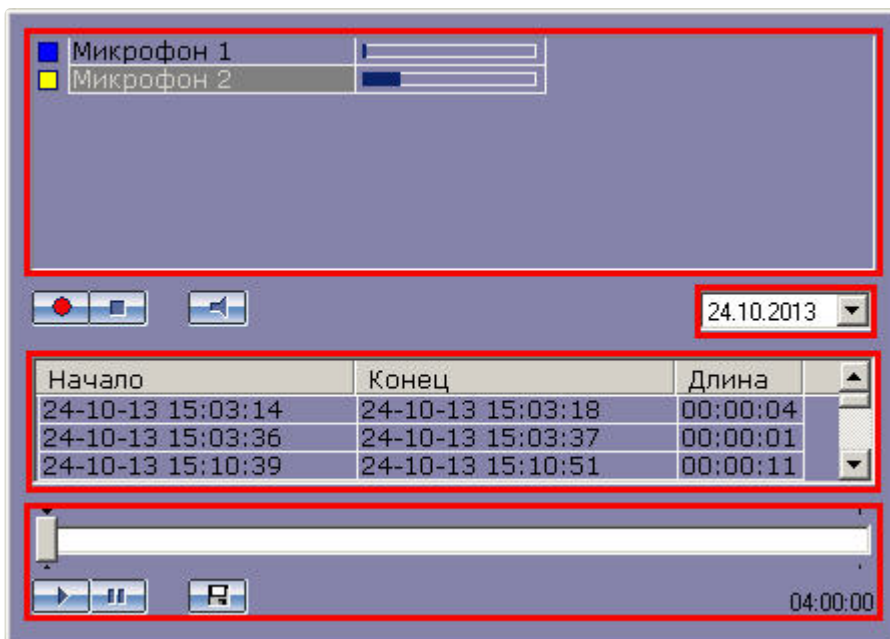 Микрофон 1
Микрофон 2
24.10.2013
Начало Конец Длина
24-10-13 15:03:14 24-10-13 15:03:18 00:00:04
24-10-13 15:03:36 24-10-13 15:03:37 00:00:01
24-10-13 15:10:39 24-10-13 15:10:51 00:00:11
04:00:00